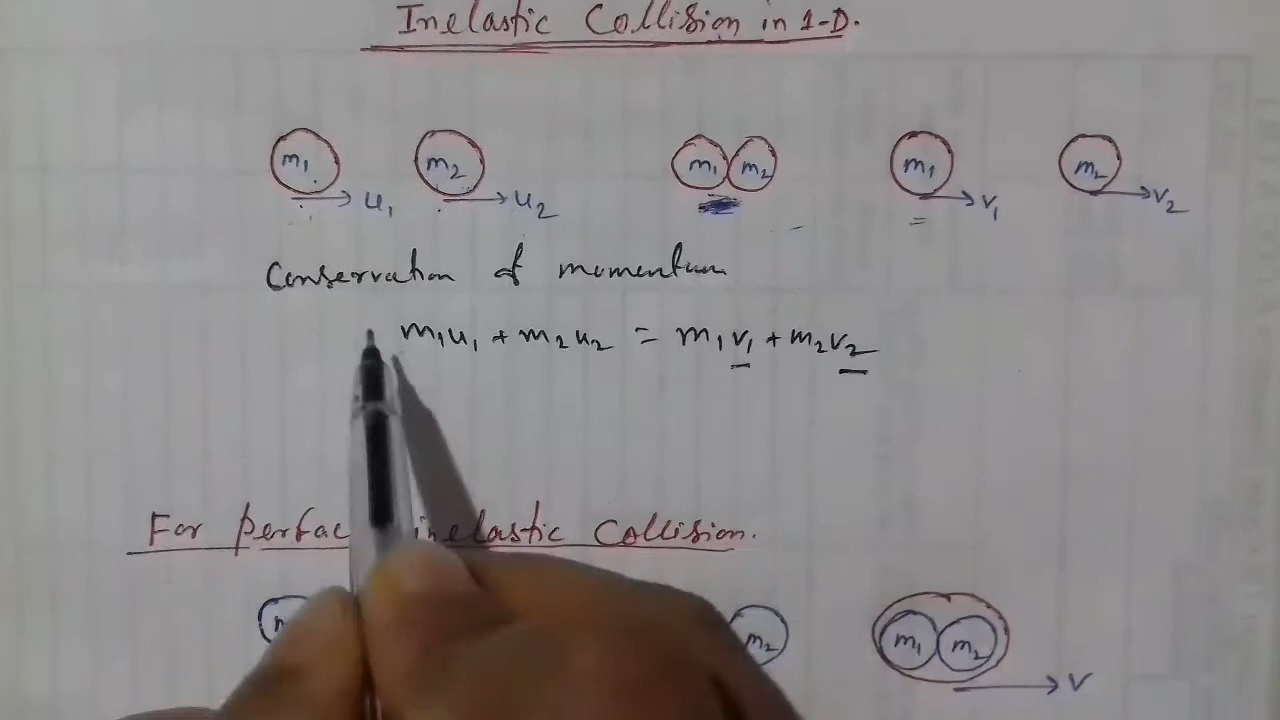 Inelastic Collision in 1-D.
m₁ m₂ m₁ m₂ m₁ m₂
u₁ u₂ v₁ v₂
Conservation of momentum
m₁u₁ + m₂u₂ = m₁v₁ + m₂v₂
For inelastic Collision.
m₂ m₁ m₂
v